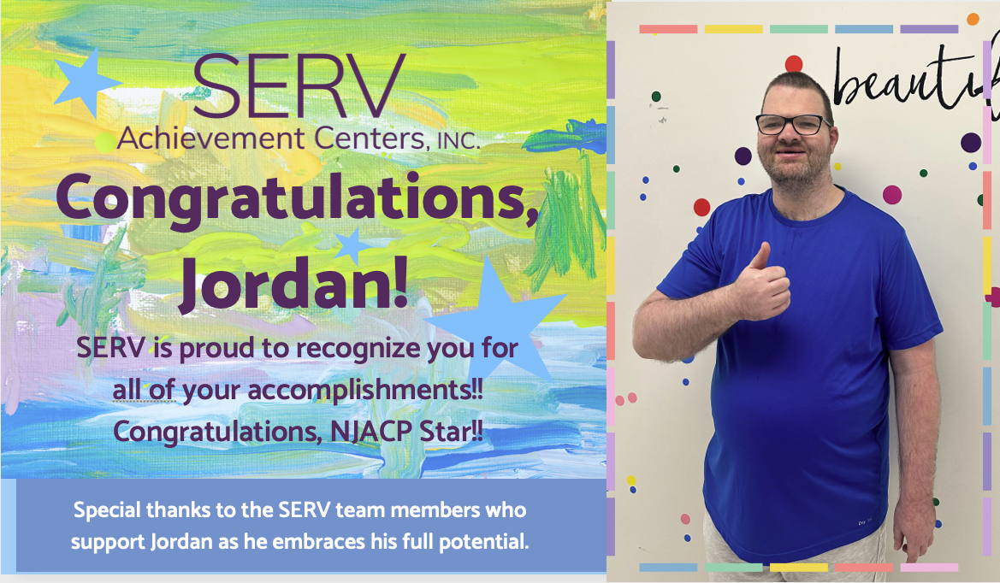 SERV
Achievement Centers, INC.
Congratulations,
Jordan!
SERV is proud to recognize you for
all of your accomplishments!!
Congratulations, NJACP Star!!
Special thanks to the SERV team members who
support Jordan as he embraces his full potential.